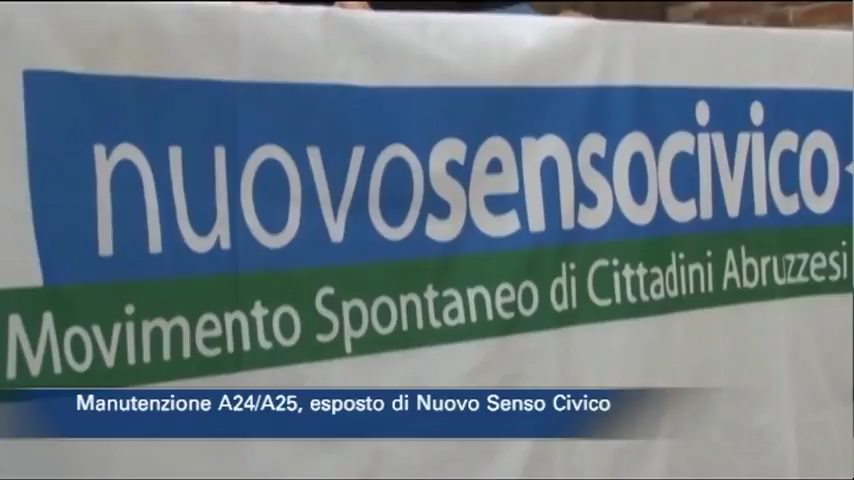 nuovosensocivico
Movimento Spontaneo di Cittadini Abruzzesi
Manutenzione A24/A25, esposto di Nuovo Senso Civico